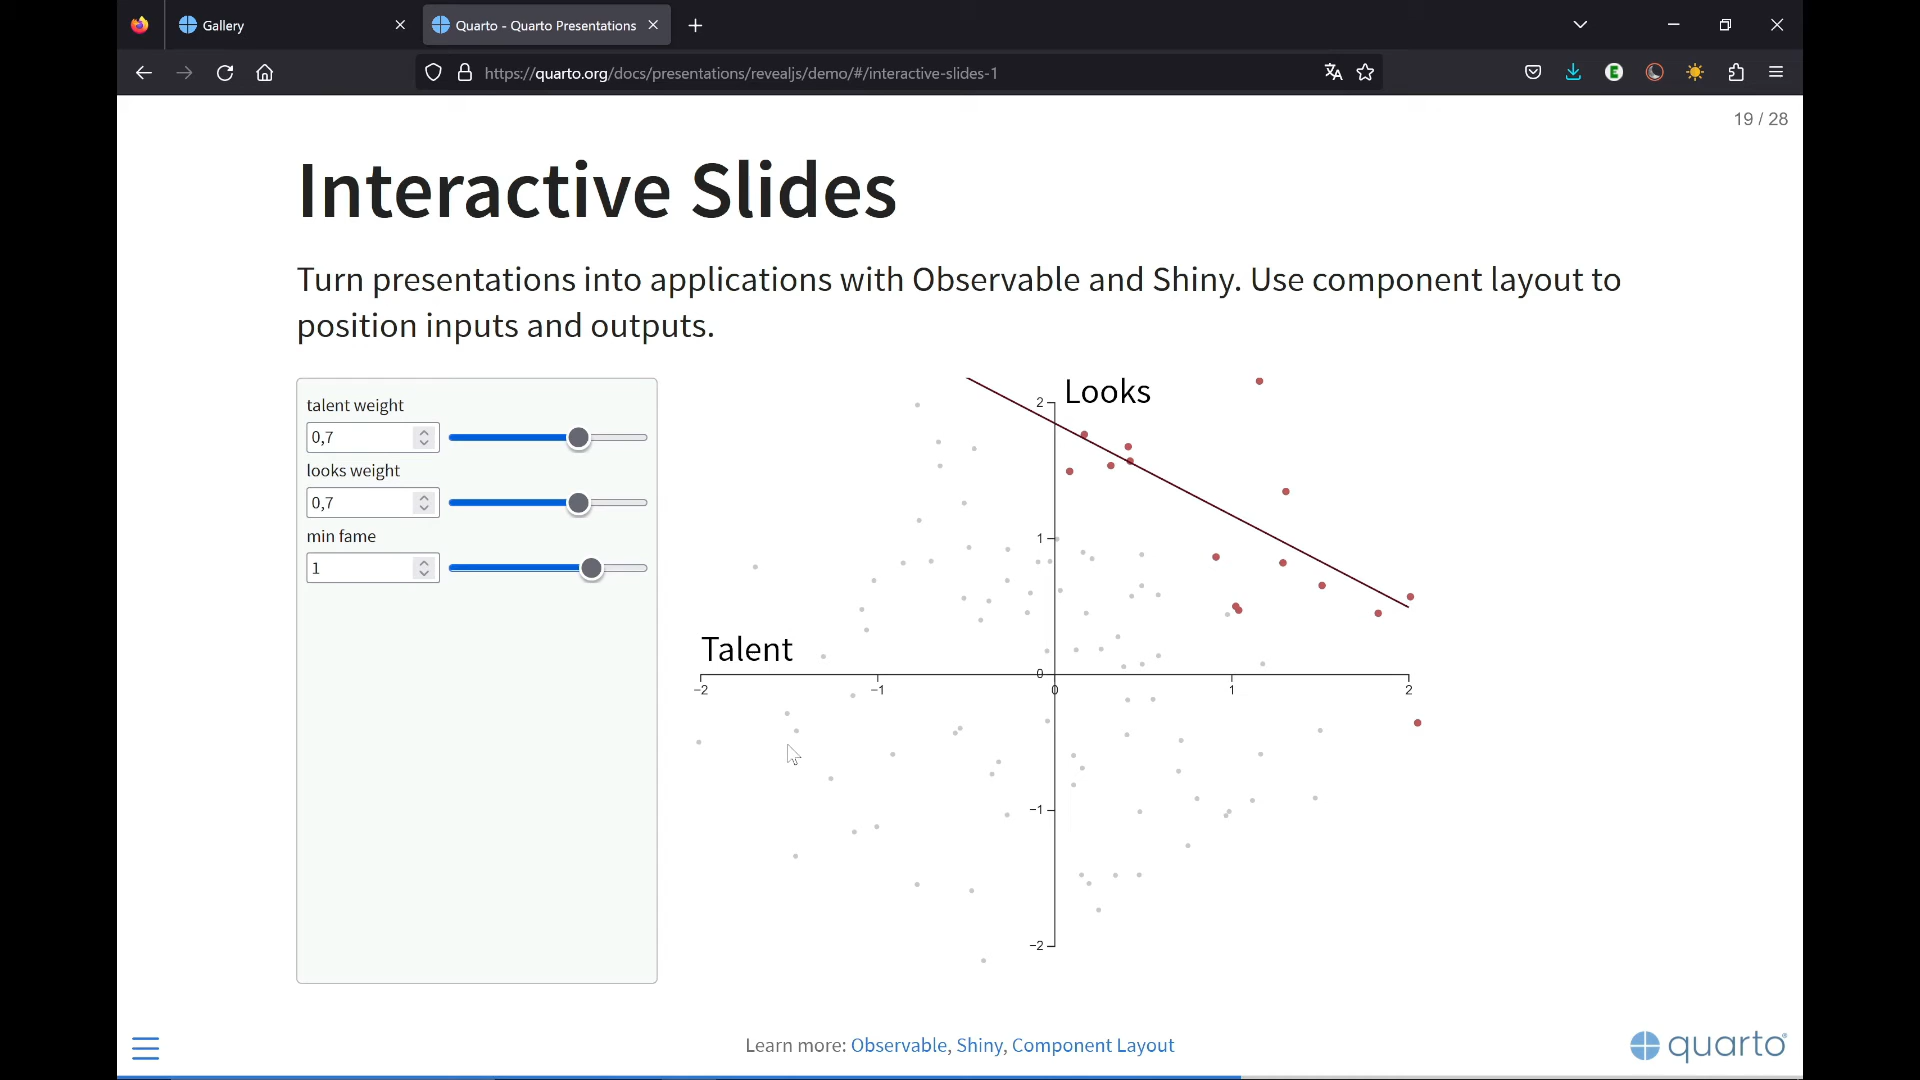 Gallery
Quarto - Quarto Presentations
https://quarto.org/docs/presentations/revealjs/demo/#/interactive-slides-1
19 / 28
Interactive Slides
Turn presentations into applications with Observable and Shiny. Use component layout to
position inputs and outputs.
talent weight
0,7
looks weight
0,7
min fame
1
Looks
2
1
0
−1
−2
Talent
−2
−1
0
1
2
Learn more: Observable, Shiny, Component Layout
quarto